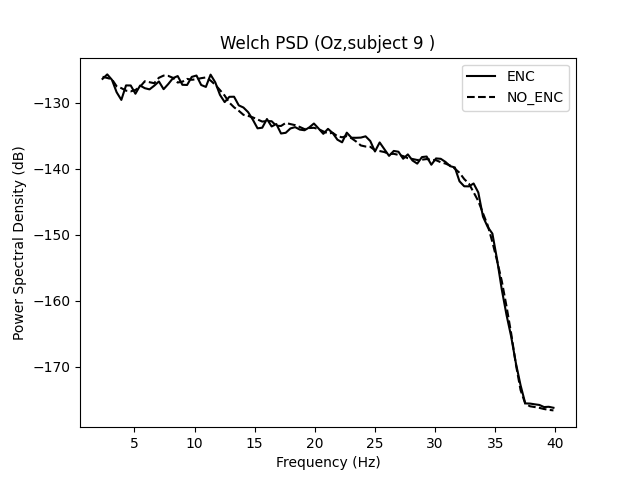 Welch PSD (Oz,subject 9 )
ENC
NO_ENC
Power Spectral Density (dB)
−130
−140
−150
−160
−170
5 10 15 20 25 30 35 40
Frequency (Hz)